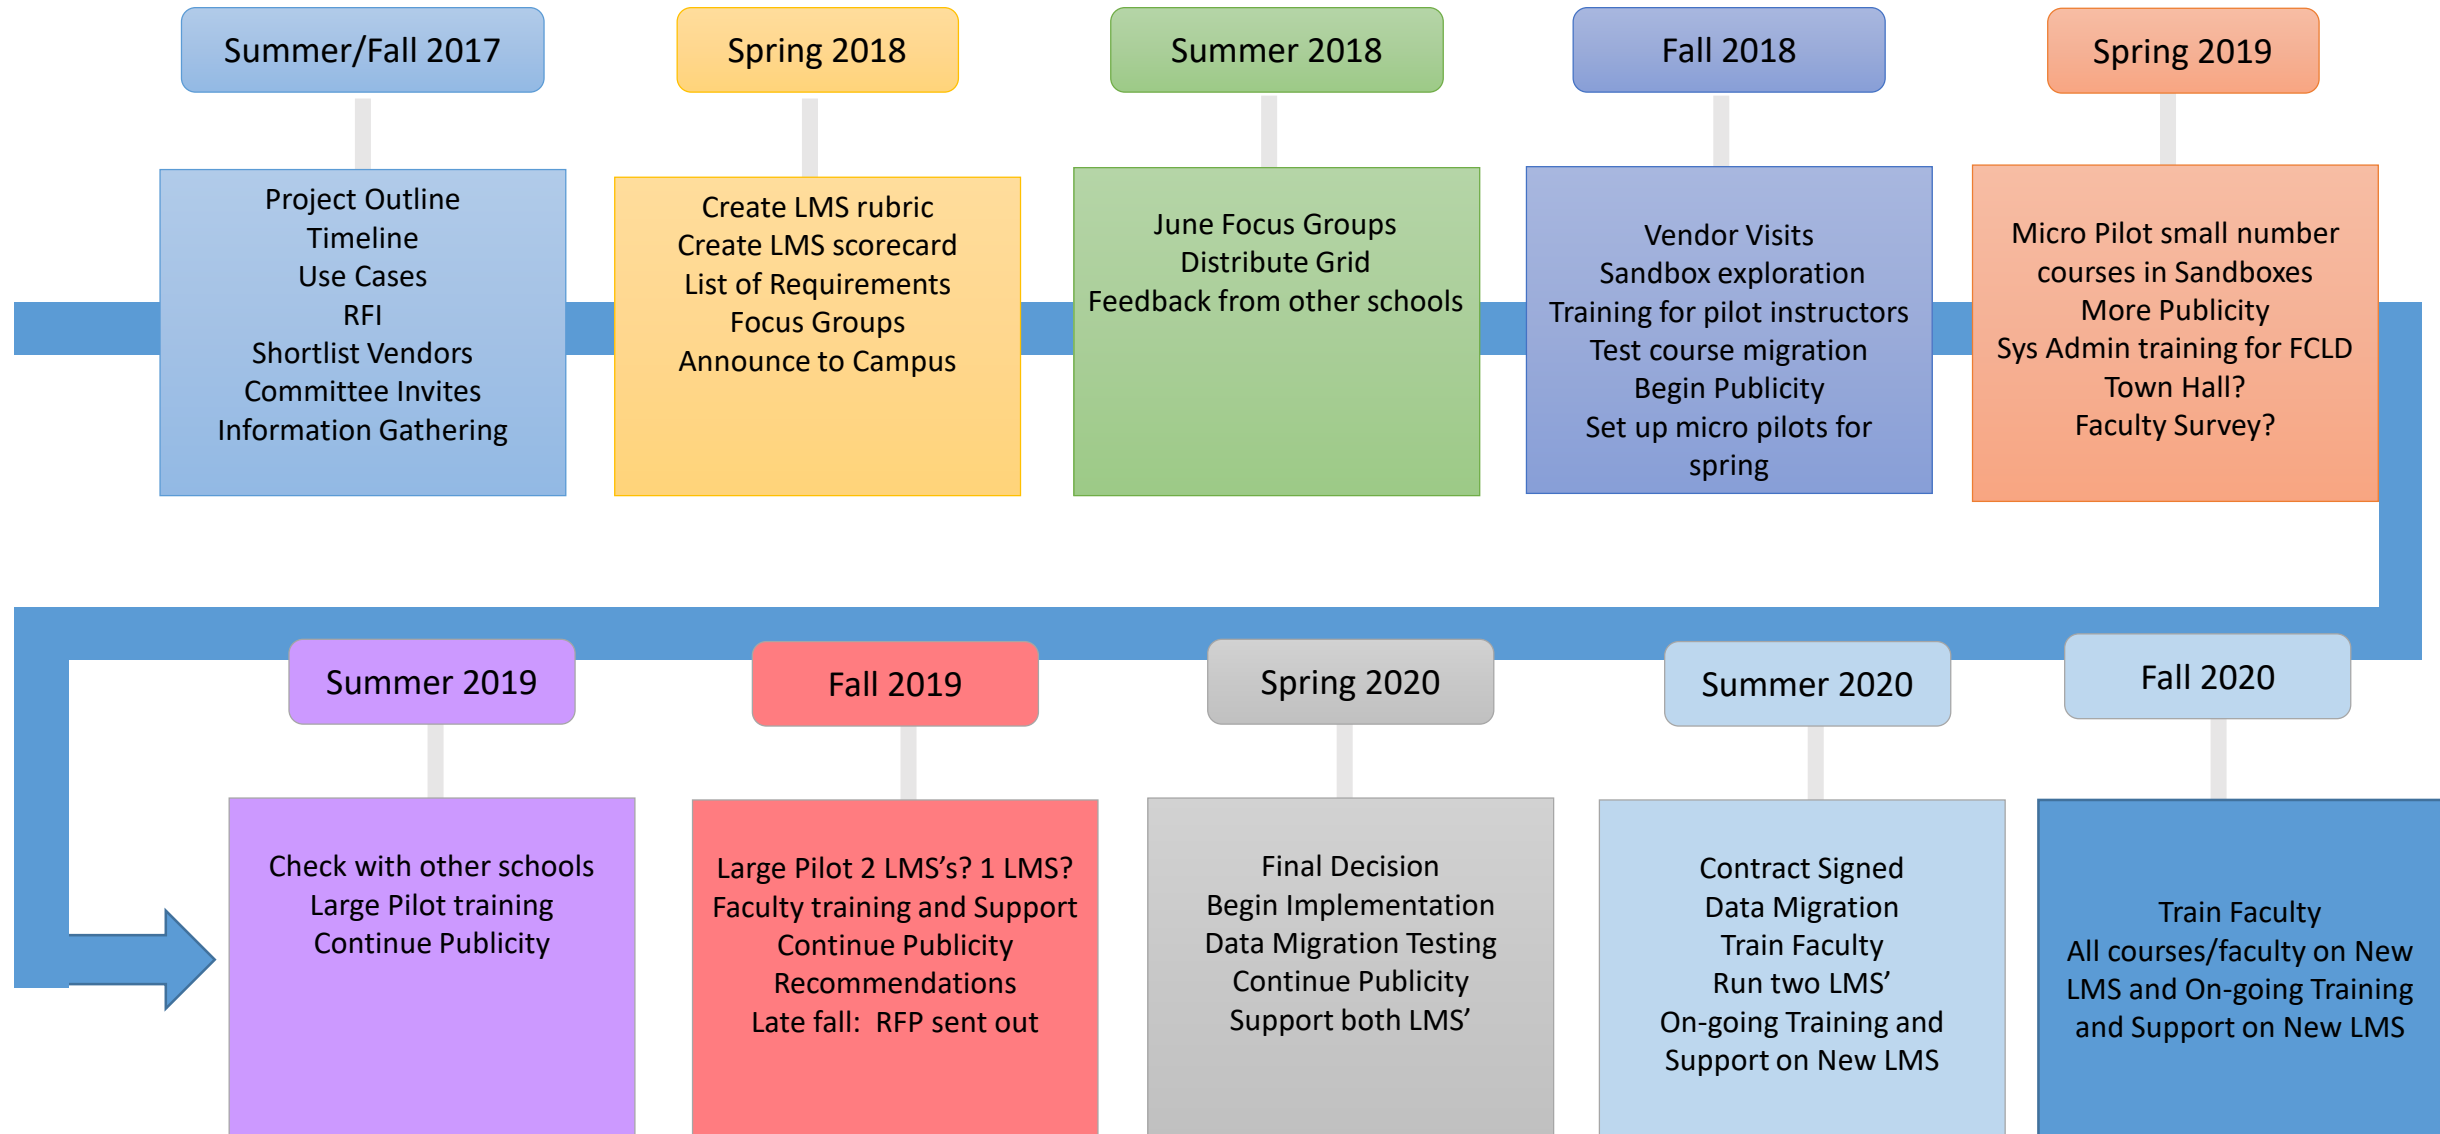 Summer/Fall 2017
Project Outline
Timeline
Use Cases
RFI
Shortlist Vendors
Committee Invites
Information Gathering
Spring 2018
Create LMS rubric
Create LMS scorecard
List of Requirements
Focus Groups
Announce to Campus
Summer 2018
June Focus Groups
Distribute Grid
Feedback from other schools
Fall 2018
Vendor Visits
Sandbox exploration
Training for pilot instructors
Test course migration
Begin Publicity
Set up micro pilots for
spring
Spring 2019
Micro Pilot small number
courses in Sandboxes
More Publicity
Sys Admin training for FCLD
Town Hall?
Faculty Survey?
Summer 2019
Check with other schools
Large Pilot training
Continue Publicity
Fall 2019
Large Pilot 2 LMS's? 1 LMS?
Faculty training and Support
Continue Publicity
Recommendations
Late fall:  RFP sent out
Spring 2020
Final Decision
Begin Implementation
Data Migration Testing
Continue Publicity
Support both LMS’
Summer 2020
Contract Signed
Data Migration
Train Faculty
Run two LMS’
On-going Training and
Support on New LMS
Fall 2020
Train Faculty
All courses/faculty on New
LMS and On-going Training
and Support on New LMS